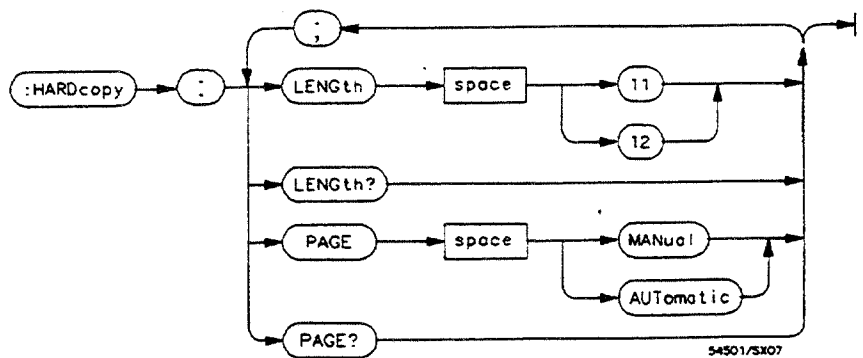 ;
:HARDcopy : LENGth space 11
12
LENGth?
PAGE space MANual
AUTomatic
PAGE?
54501/SX07